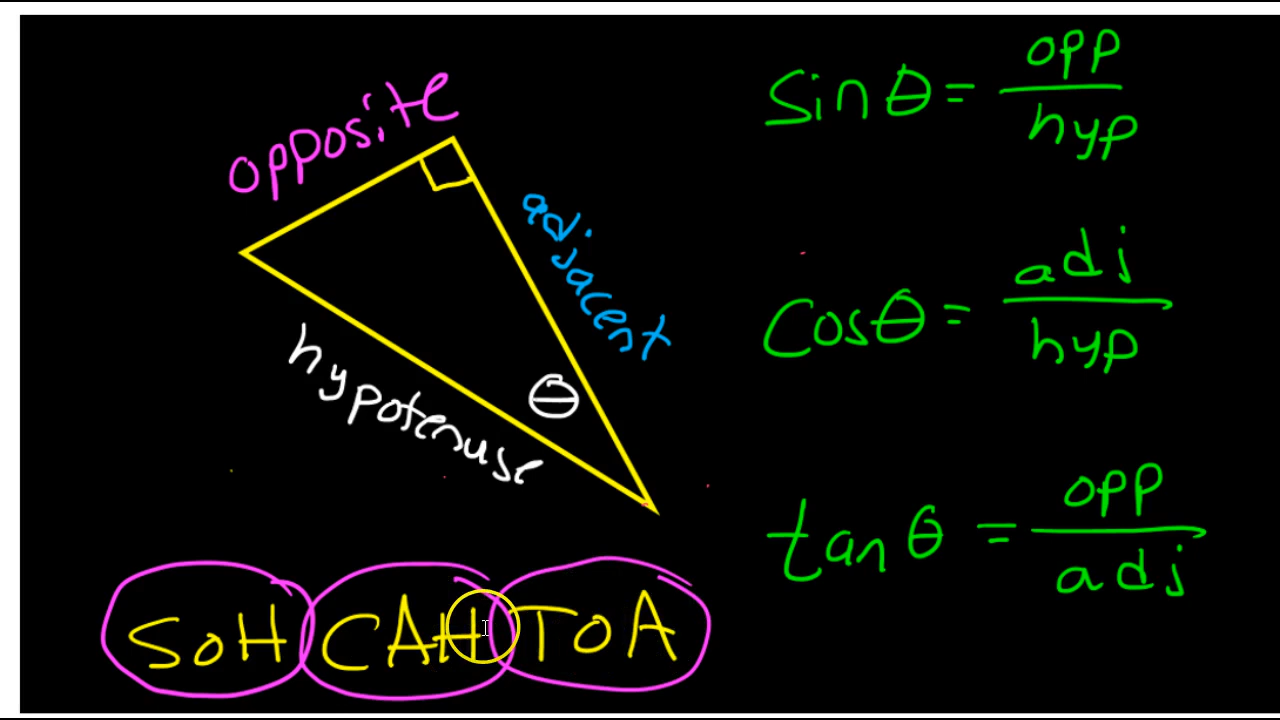 opposite
adjacent
hypotenuse
θ
SOH CAH TOA
sin θ = opp/hyp
cos θ = adj/hyp
tan θ = opp/adj